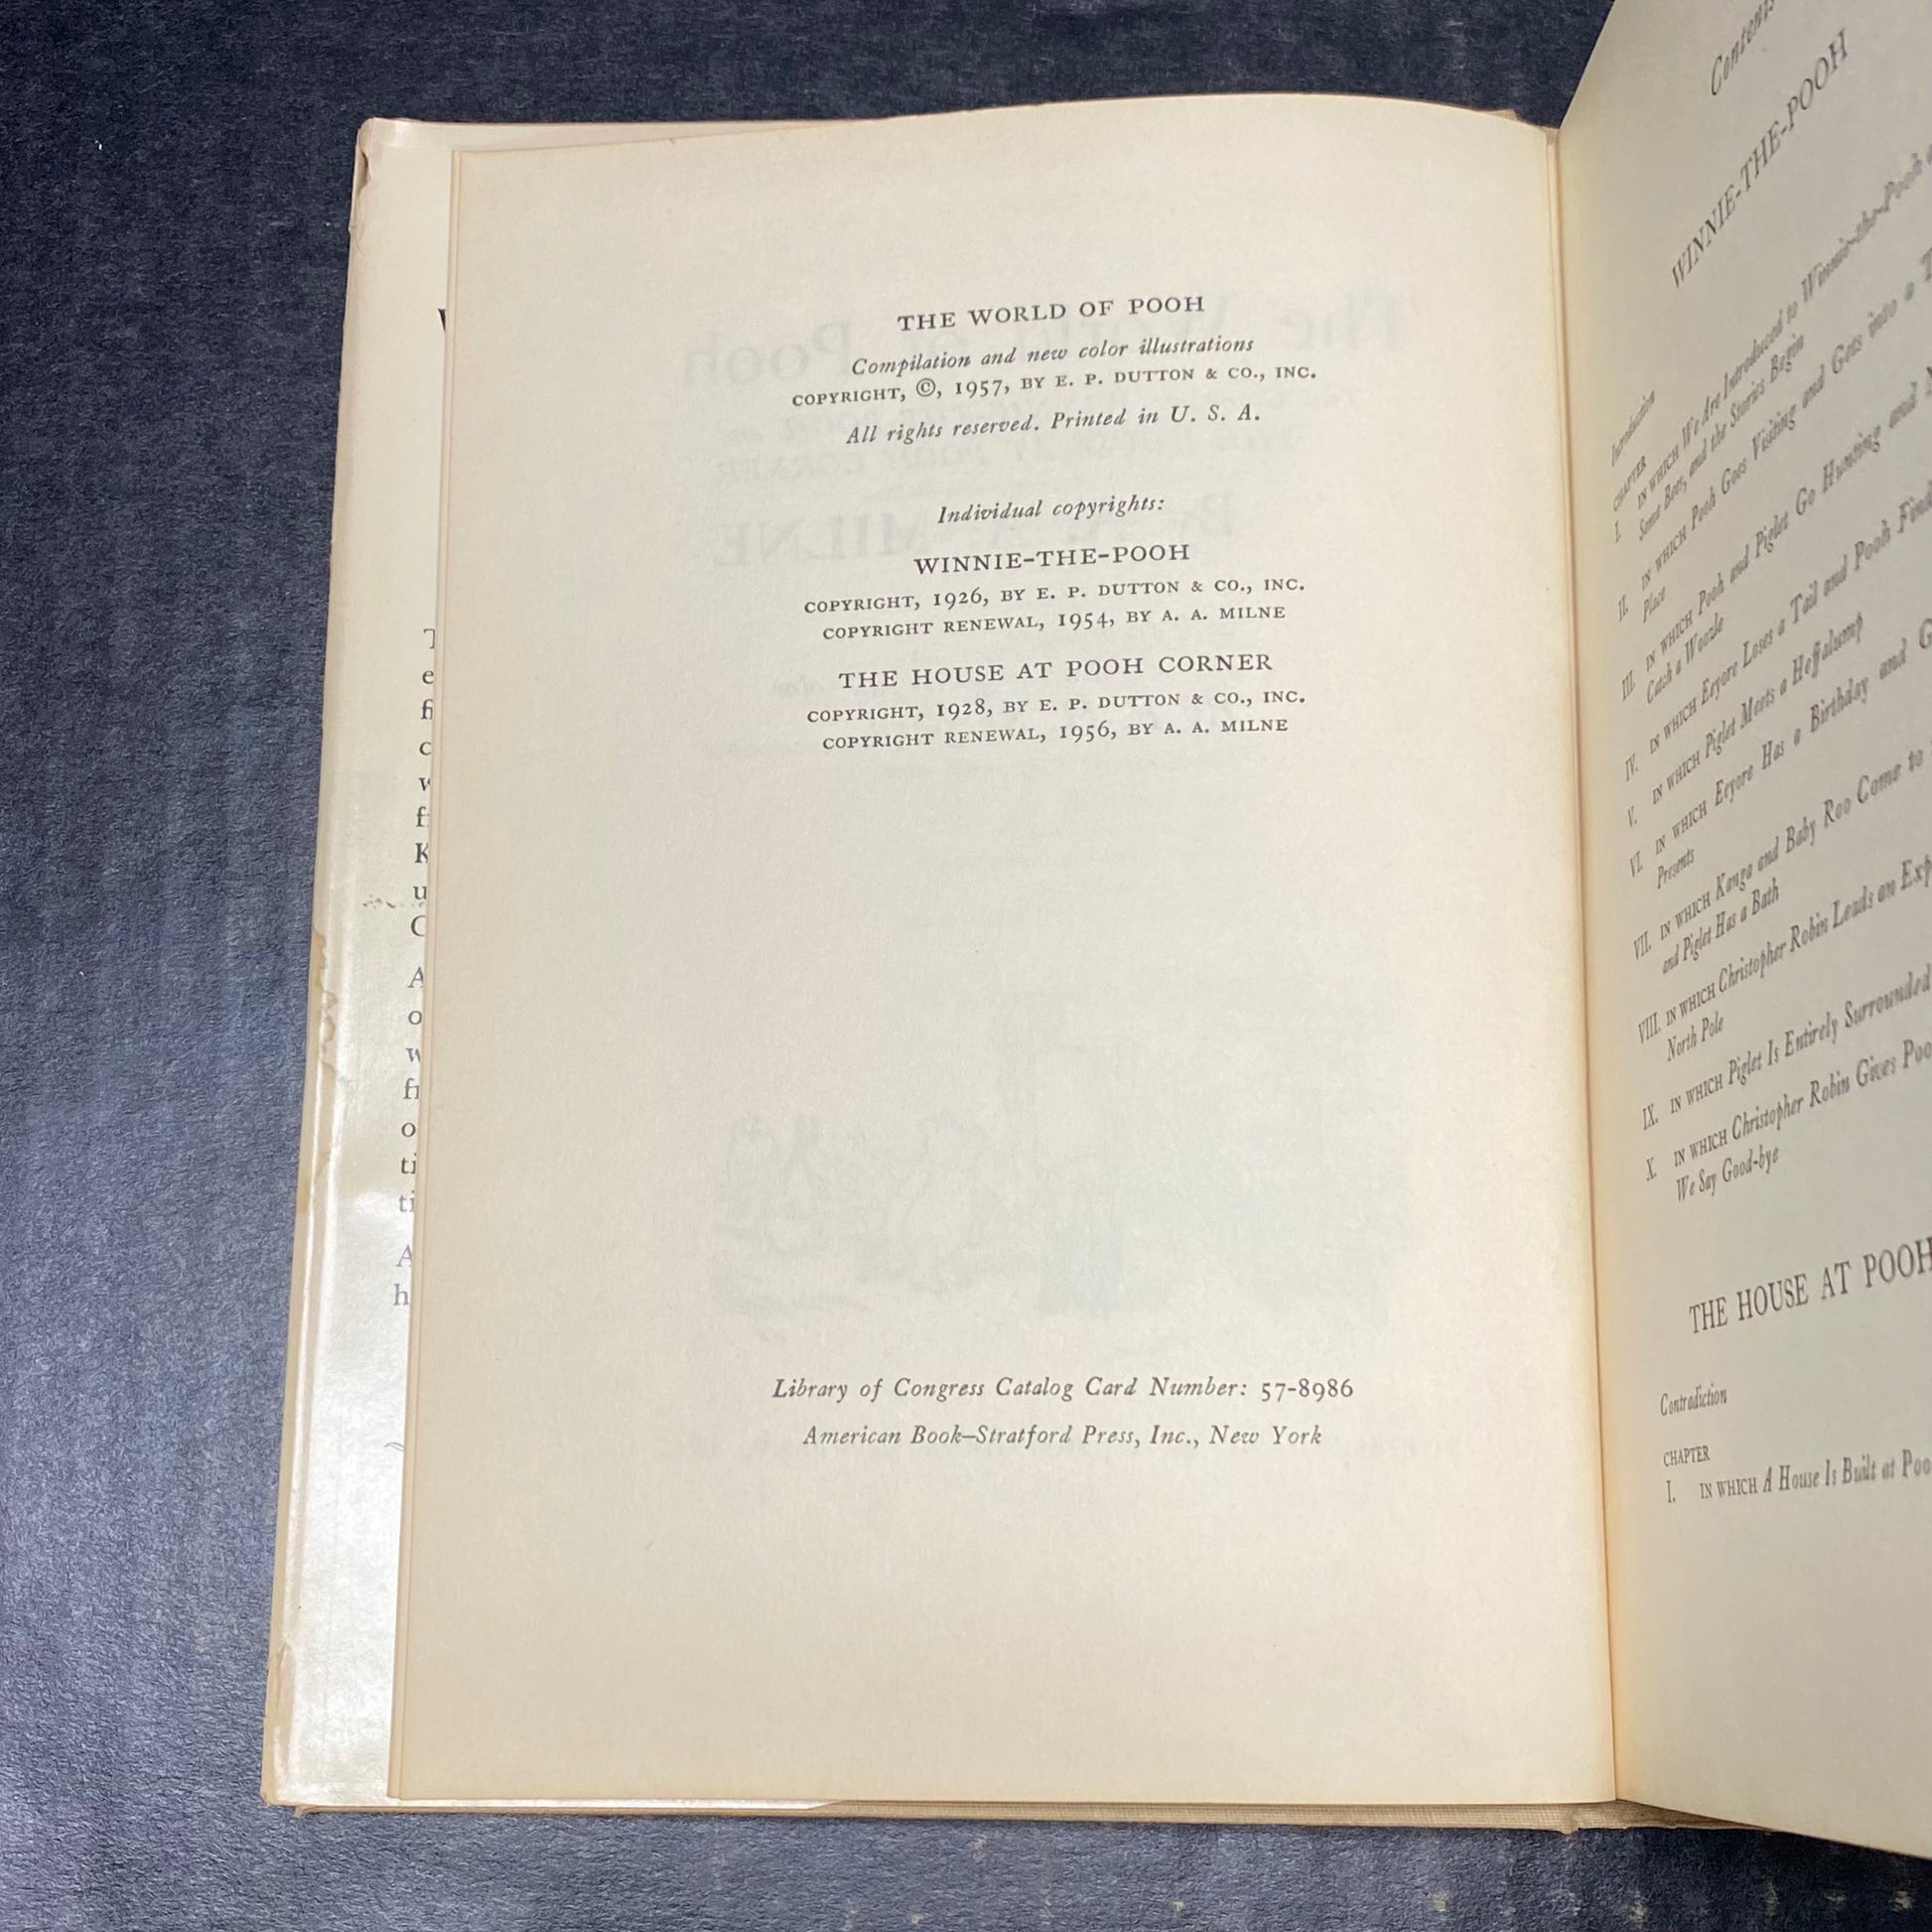 THE WORLD OF POOH
Compilation and new color illustrations
COPYRIGHT, ©, 1957, BY E. P. DUTTON & CO., INC.
All rights reserved. Printed in U. S. A.
Individual copyrights:
WINNIE-THE-POOH
COPYRIGHT, 1926, BY E. P. DUTTON & CO., INC.
COPYRIGHT RENEWAL, 1954, BY A. A. MILNE
THE HOUSE AT POOH CORNER
COPYRIGHT, 1928, BY E. P. DUTTON & CO., INC.
COPYRIGHT RENEWAL, 1956, BY A. A. MILNE
Library of Congress Catalog Card Number: 57-8986
American Book–Stratford Press, Inc., New York
Contents
WINNIE-THE-POOH
Introduction
CHAPTER
I. IN WHICH We Are Introduced to Winnie-the-Pooh
Some Bees, and the Stories Begin
II. IN WHICH Pooh Goes Visiting and Gets into a
Place
III. IN WHICH Pooh and Piglet Go Hunting and
Catch a Woozle
IV. IN WHICH Eeyore Loses a Tail and Pooh
V. IN WHICH Piglet Meets a Heffalump
VI. IN WHICH Eeyore Has a Birthday and
Presents
VII. IN WHICH Kanga and Baby Roo Come to
and Piglet Has a Bath
VIII. IN WHICH Christopher Robin Leads an
North Pole
IX. IN WHICH Piglet Is Entirely Surrounded
X. IN WHICH Christopher Robin Gives
We Say Good-bye
THE HOUSE AT POOH
Contradiction
CHAPTER
I. IN WHICH A House Is Built at